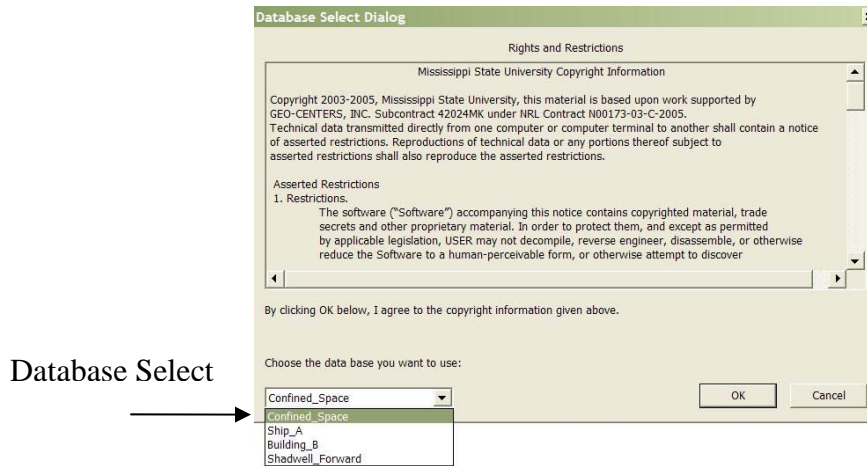 Database Select Dialog
Rights and Restrictions
Mississippi State University Copyright Information
Copyright 2003-2005, Mississippi State University, this material is based upon work supported by
GEO-CENTERS, INC. Subcontract 42024MK under NRL Contract N00173-03-C-2005.
Technical data transmitted directly from one computer or computer terminal to another shall contain a notice
of asserted restrictions. Reproductions of technical data or any portions thereof subject to
asserted restrictions shall also reproduce the asserted restrictions.
Asserted Restrictions
1. Restrictions.
The software ("Software") accompanying this notice contains copyrighted material, trade
secrets and other proprietary material. In order to protect them, and except as permitted
by applicable legislation, USER may not decompile, reverse engineer, disassemble, or otherwise
reduce the Software to a human-perceivable form, or otherwise attempt to discover
By clicking OK below, I agree to the copyright information given above.
Choose the data base you want to use:
Database Select
Confined_Space
OK
Cancel
Confined_Space
Ship_A
Building_B
Shadwell_Forward